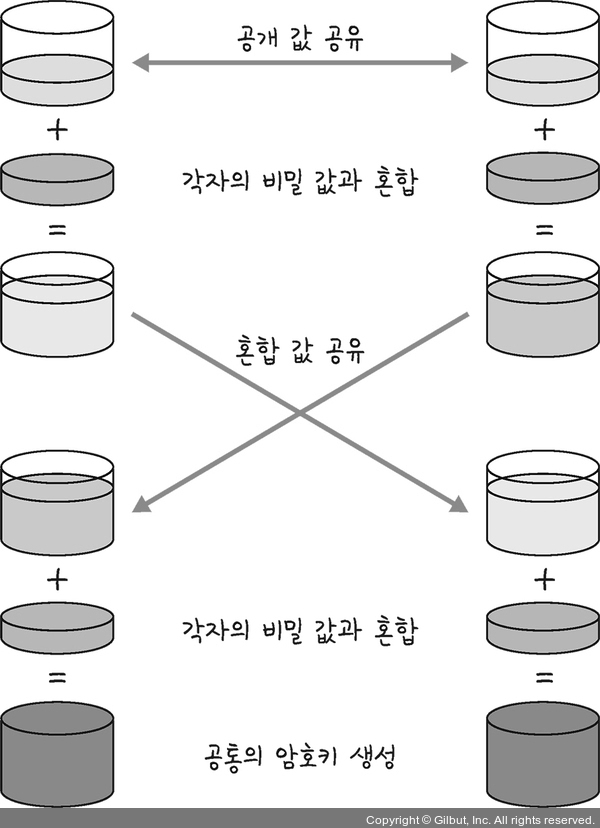 공개 값 공유
+
+
각자의 비밀 값과 혼합
=
=
혼합 값 공유
+
+
각자의 비밀 값과 혼합
=
=
공통의 암호키 생성
Copyright © Gilbut, Inc. All rights reserved.